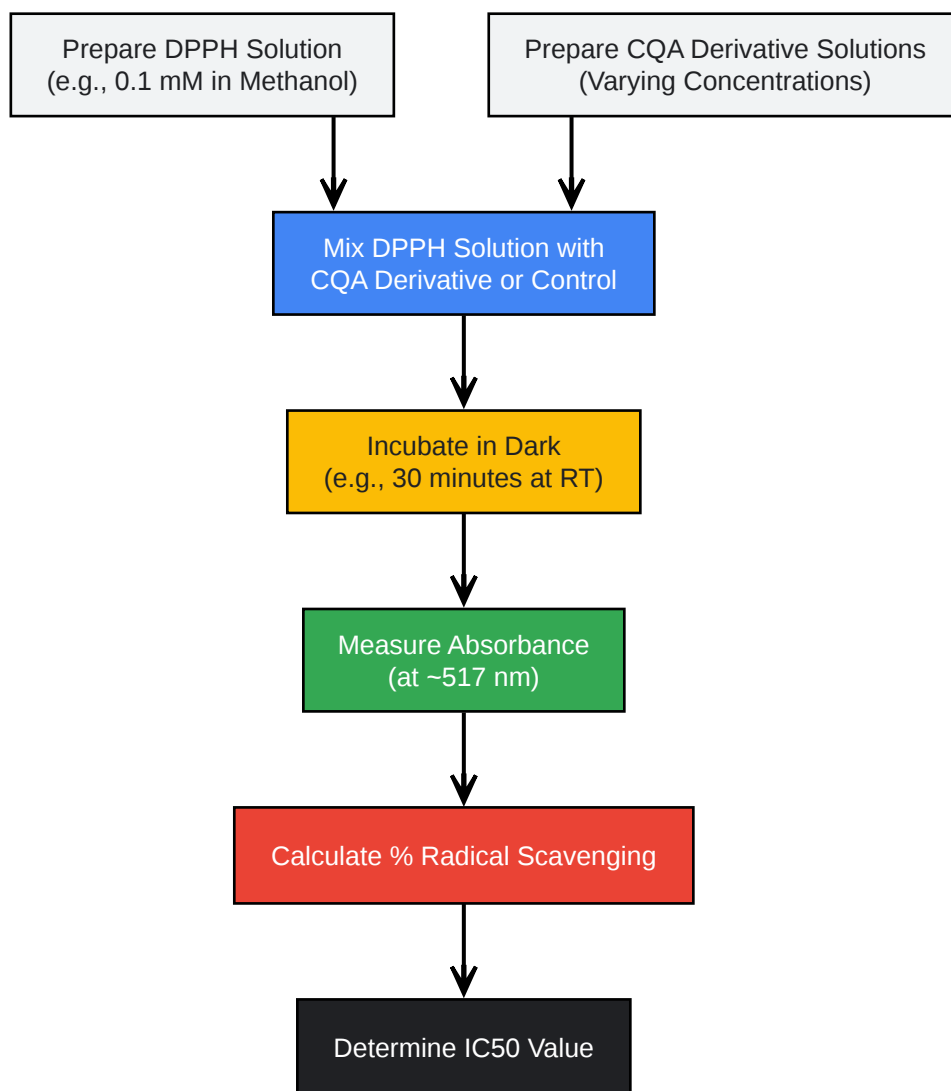 Prepare DPPH Solution
(e.g., 0.1 mM in Methanol)
Prepare CQA Derivative Solutions
(Varying Concentrations)
Mix DPPH Solution with
CQA Derivative or Control
Incubate in Dark
(e.g., 30 minutes at RT)
Measure Absorbance
(at ~517 nm)
Calculate % Radical Scavenging
Determine IC50 Value